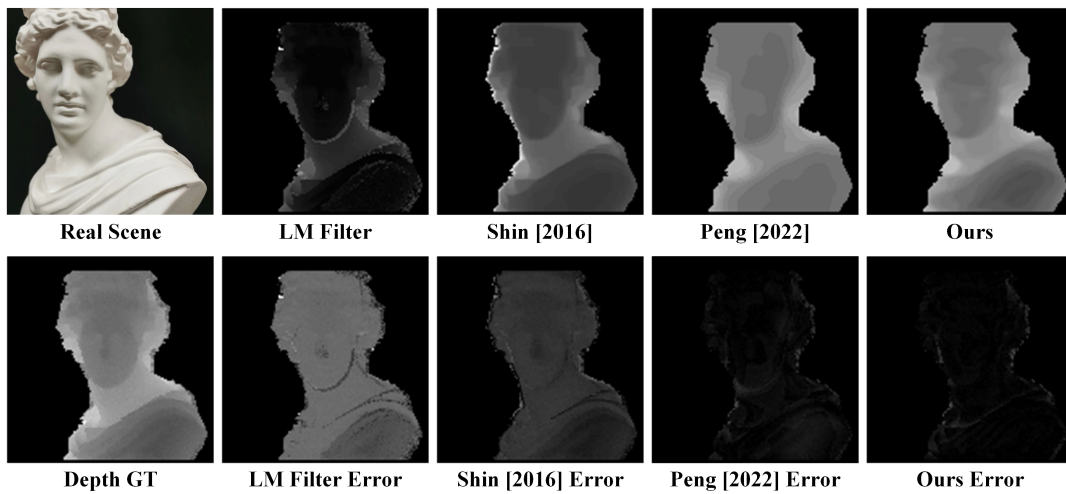 Real Scene
LM Filter
Shin [2016]
Peng [2022]
Ours
Depth GT
LM Filter Error
Shin [2016] Error
Peng [2022] Error
Ours Error